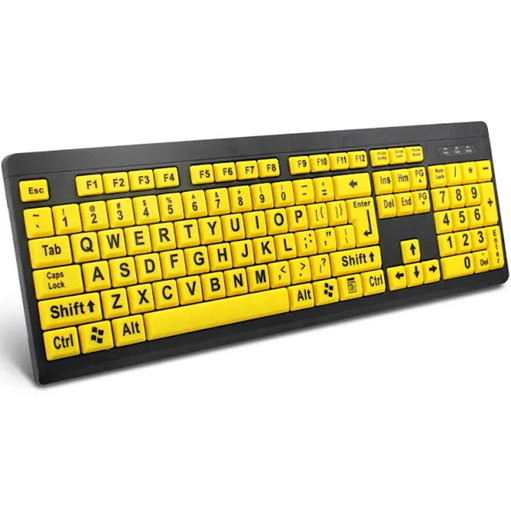 Esc F1 F2 F3 F4 F5 F6 F7 F8 F9 F10 F11 F12
~ ! 1 @ 2 # 3 $ 4 % 5 ^ 6 & 7 * 8 ( 9 ) 0 - + = ← Ins Hm PG▲ Num Lock / * -
Tab Q W E R T Y U I O P { [ } ] Enter Del End PG▼ 7 8 9 +
Caps Lock A S D F G H J K L : ; 4 5 6
Shift↑ Z X C V B N M < , > . ? / Shift↑ ↑ 1 2 3 Enter
Ctrl Alt Alt Ctrl ← ↓ → 0 Del